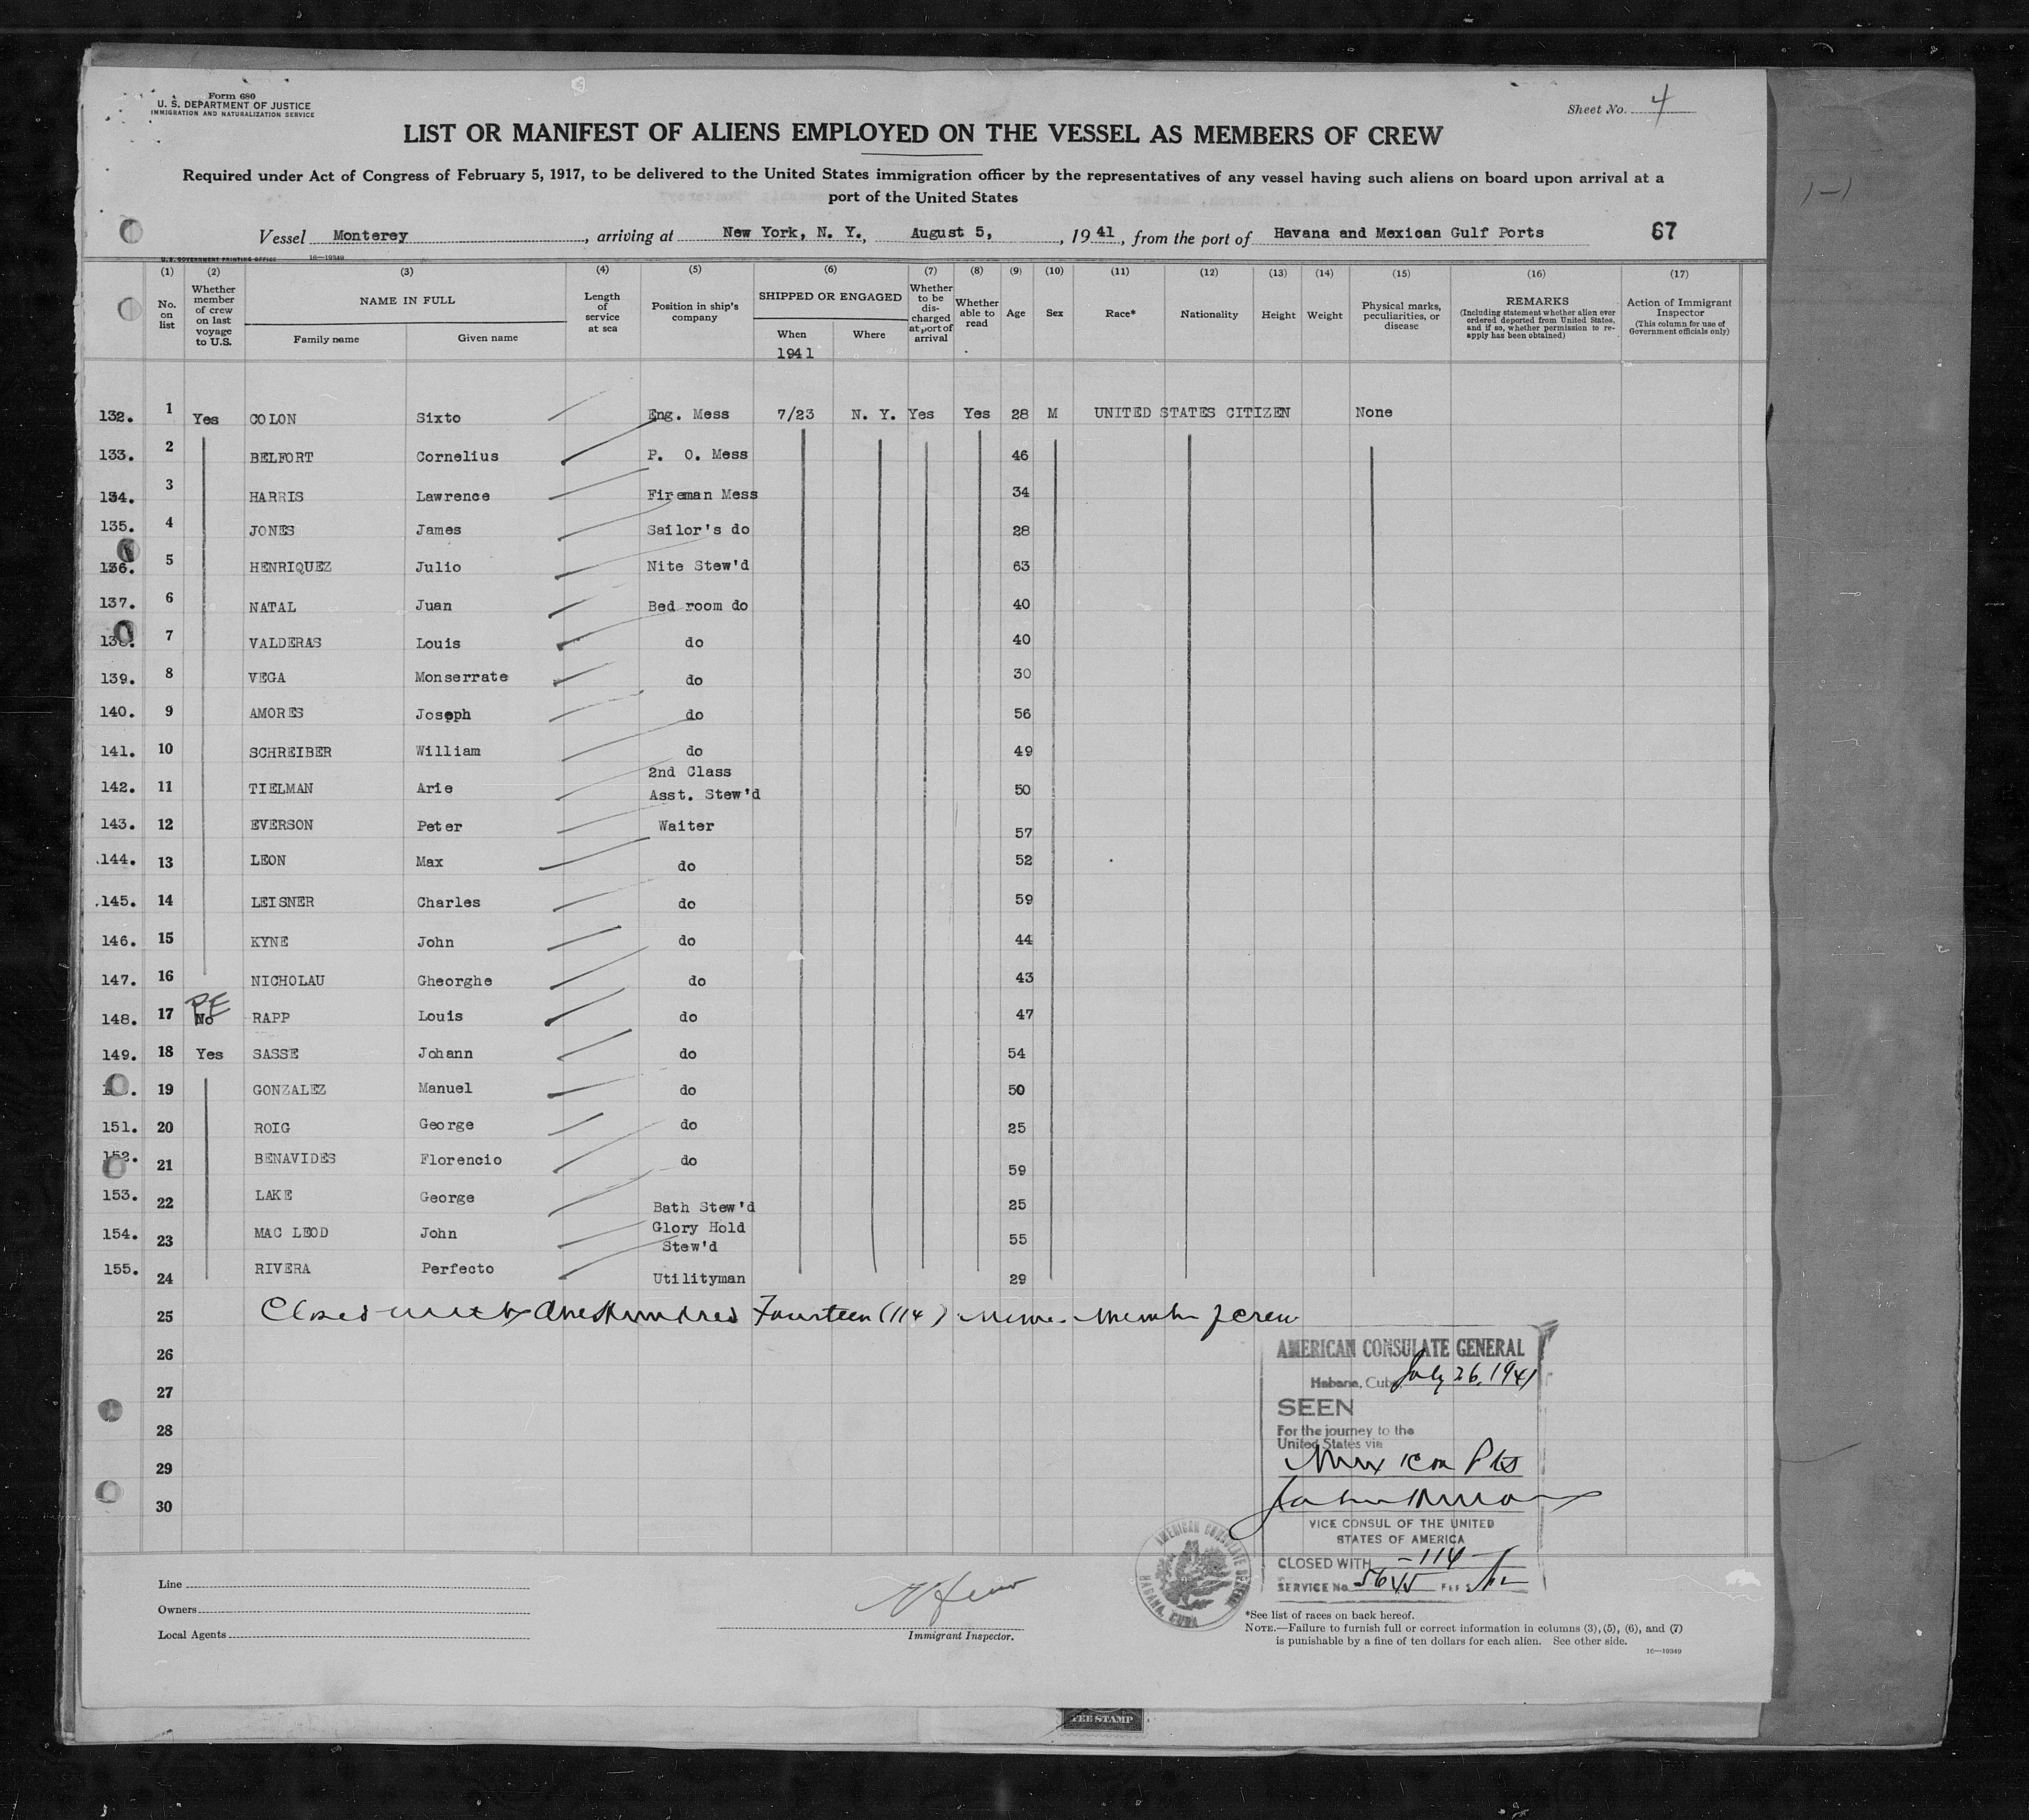 Form 680
U. S. DEPARTMENT OF JUSTICE
IMMIGRATION AND NATURALIZATION SERVICE
Sheet No. 4
LIST OR MANIFEST OF ALIENS EMPLOYED ON THE VESSEL AS MEMBERS OF CREW
Required under Act of Congress of February 5, 1917, to be delivered to the United States immigration officer by the representatives of any vessel having such aliens on board upon arrival at a
port of the United States
Vessel Monterey, arriving at New York, N. Y., August 5, , 19 41, from the port of Havana and Mexican Gulf Ports 67
U. S. GOVERNMENT PRINTING OFFICE 16—19349
(1) (2) (3) (4) (5) (6) (7) (8) (9) (10) (11) (12) (13) (14) (15) (16) (17)
No. on list
Whether member of crew on last voyage to U.S.
NAME IN FULL
Family name Given name
Length of service at sea
Position in ship's company
SHIPPED OR ENGAGED
When Where
1941
Whether to be discharged at port of arrival
Whether able to read
Age
Sex
Race*
Nationality
Height
Weight
Physical marks, peculiarities, or disease
REMARKS
(Including statement whether alien ever ordered deported from United States, and if so, whether permission to reapply has been obtained)
Action of Immigrant Inspector
(This column for use of Government officials only)
132. 1 Yes COLON Sixto Eng. Mess 7/23 N. Y. Yes Yes 28 M UNITED STATES CITIZEN None
133. 2 BELFORT Cornelius P. O. Mess 46
134. 3 HARRIS Lawrence Fireman Mess 34
135. 4 JONES James Sailor's do 28
136. 5 HENRIQUEZ Julio Nite Stew'd 63
137. 6 NATAL Juan Bed room do 40
138. 7 VALDERAS Louis do 40
139. 8 VEGA Monserrate do 30
140. 9 AMORES Joseph do 56
141. 10 SCHREIBER William do 49
142. 11 TIELMAN Arie 2nd Class Asst. Stew'd 50
143. 12 EVERSON Peter Waiter 57
144. 13 LEON Max do 52
145. 14 LEISNER Charles do 59
146. 15 KYNE John do 44
147. 16 NICHOLAU Gheorghe do 43
148. 17 PE No RAPP Louis do 47
149. 18 Yes SASSE Johann do 54
19 GONZALEZ Manuel do 50
151. 20 ROIG George do 25
152. 21 BENAVIDES Florencio do 59
153. 22 LAKE George Bath Stew'd 25
154. 23 MAC LEOD John Glory Hold Stew'd 55
155. 24 RIVERA Perfecto Utilityman 29
25 Closed with One Hundred Fourteen (114) crew
26
27
28
29
30
AMERICAN CONSULATE GENERAL
Habana, Cuba, July 26, 1941
SEEN
For the journey to the
United States via
Mexican Pts
VICE CONSUL OF THE UNITED
STATES OF AMERICA
CLOSED WITH -114-
SERVICE No. FEE
AMERICAN CONSULATE GENERAL
HABANA, CUBA
Line
Owners
Local Agents
Immigrant Inspector.
*See list of races on back hereof.
NOTE.—Failure to furnish full or correct information in columns (3), (5), (6), and (7)
is punishable by a fine of ten dollars for each alien. See other side.
16—19349
FEE STAMP